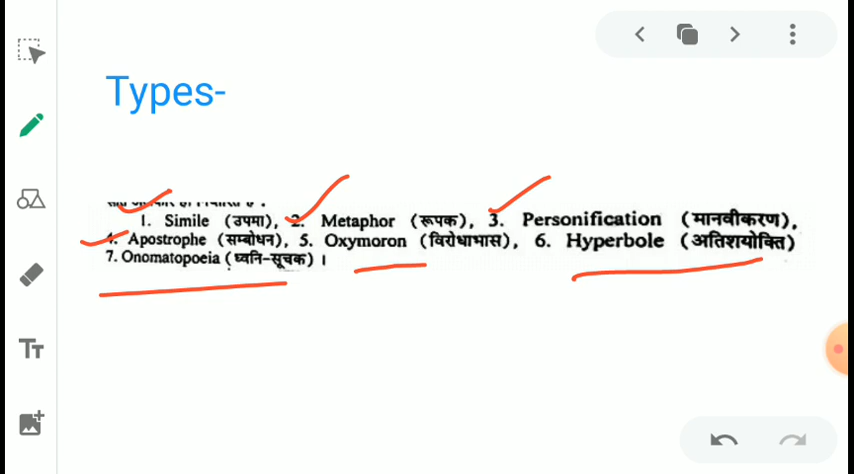 Types-
1. Simile (उपमा), 2. Metaphor (रूपक), 3. Personification (मानवीकरण),
4. Apostrophe (सम्बोधन), 5. Oxymoron (विरोधाभास), 6. Hyperbole (अतिशयोक्ति)
7. Onomatopoeia (ध्वनि-सूचक) ।
TT